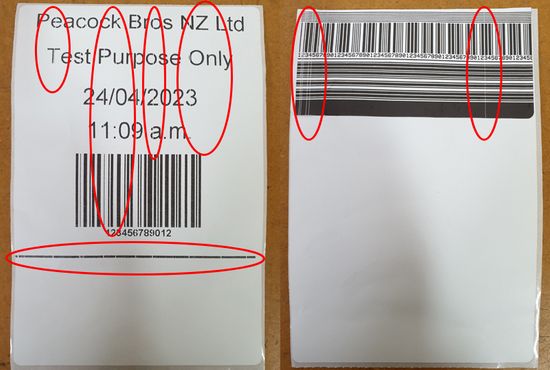 Peacock Bros NZ Ltd
Test Purpose Only
24/04/2023
11:09 a.m.
123456789012